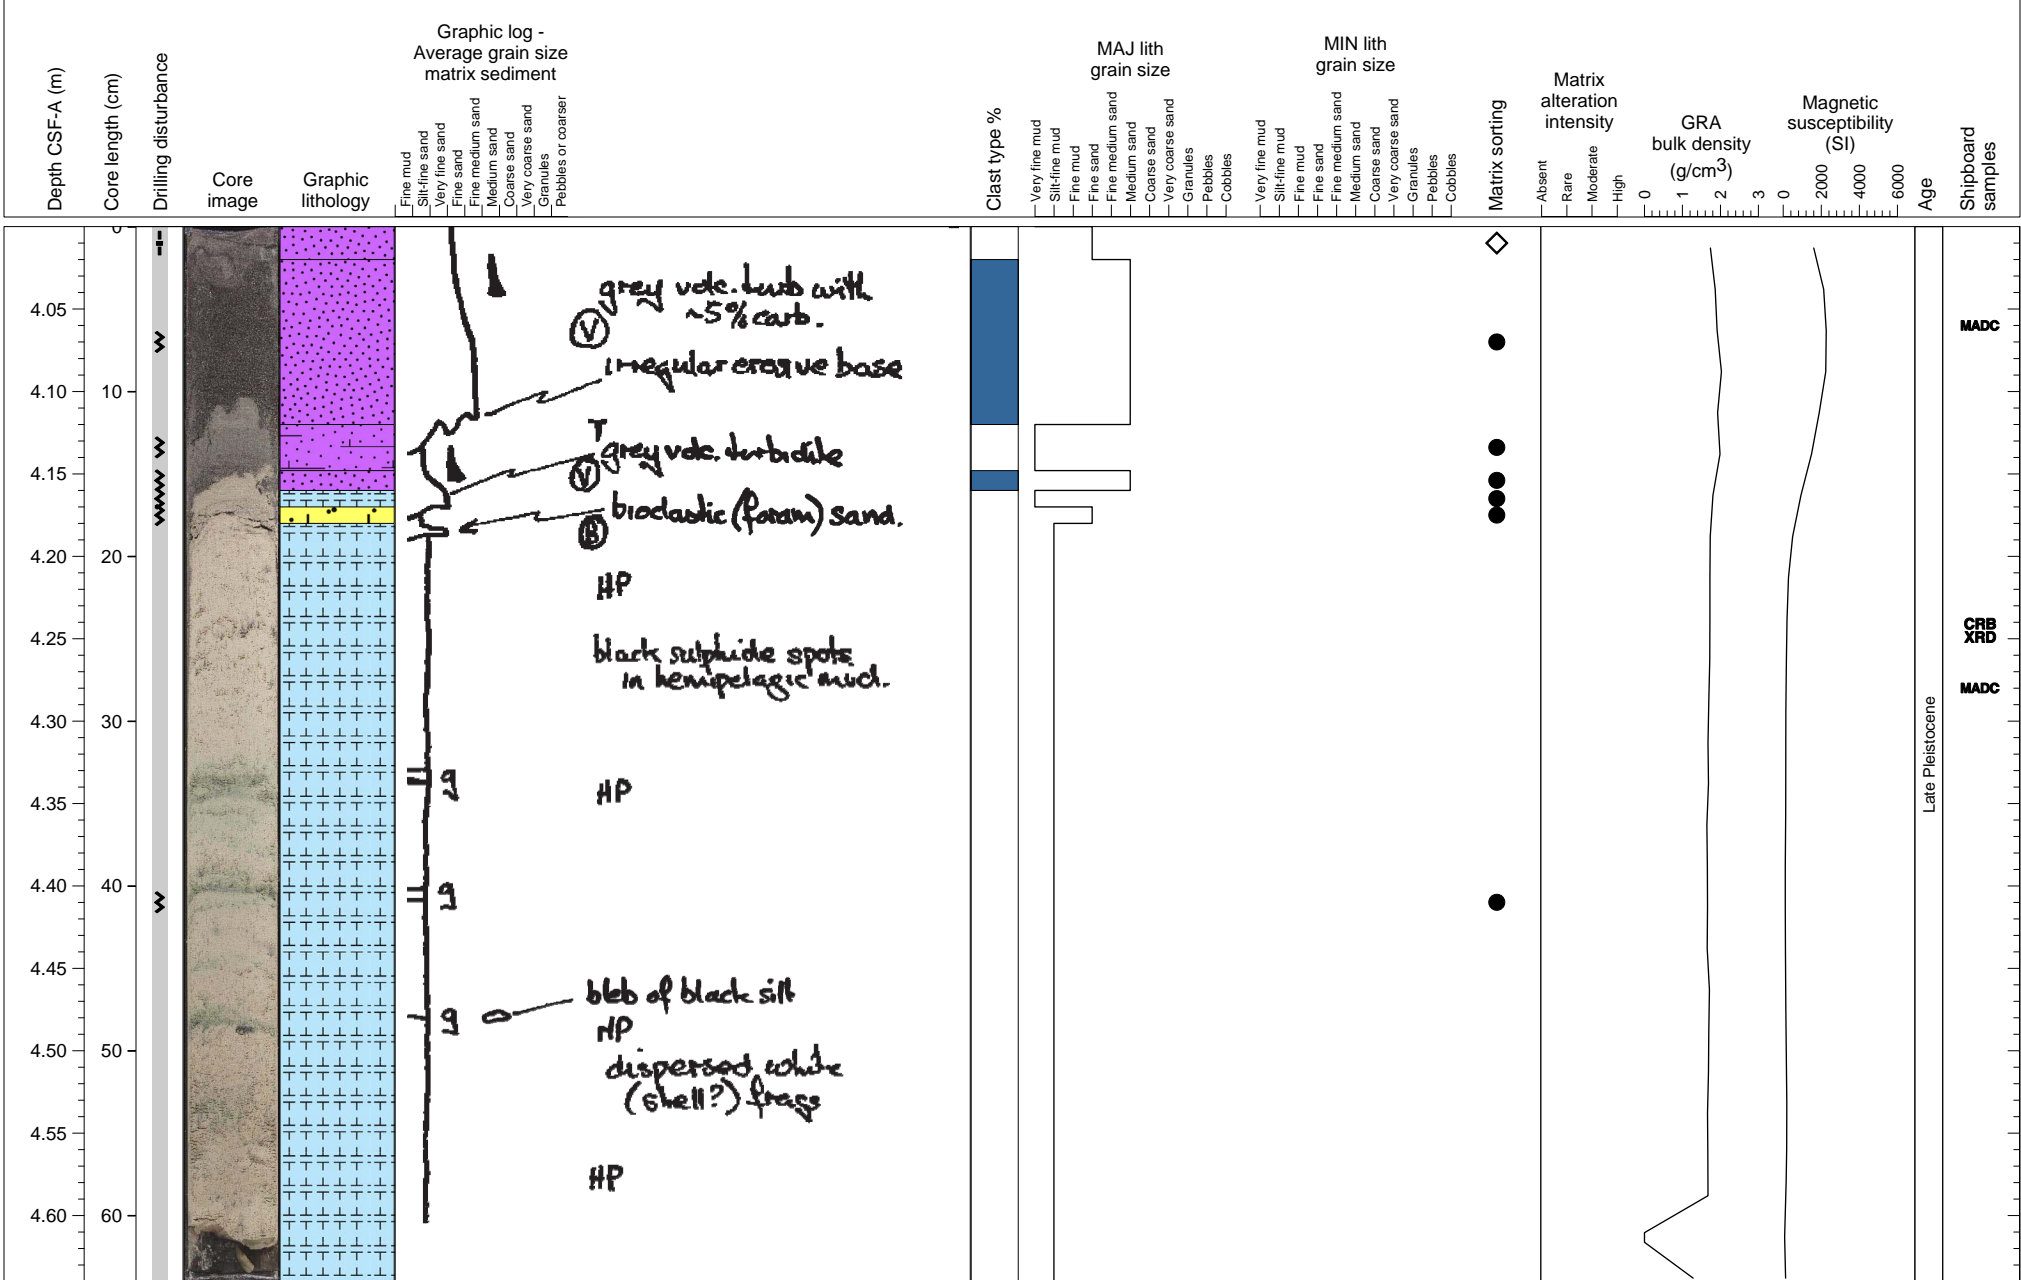 Depth CSF-A (m)
Core length (cm)
Drilling disturbance
Core
image
Graphic
lithology
Graphic log -
Average grain size
matrix sediment
Fine mud
Silt-fine sand
Very fine sand
Fine sand
Fine medium sand
Medium sand
Coarse sand
Very coarse sand
Granules
Pebbles or coarser
Clast type %
MAJ lith
grain size
Very fine mud
Silt-fine mud
Fine mud
Fine sand
Fine medium sand
Medium sand
Coarse sand
Very coarse sand
Granules
Pebbles
Cobbles
MIN lith
grain size
Very fine mud
Silt-fine mud
Fine mud
Fine sand
Fine medium sand
Medium sand
Coarse sand
Very coarse sand
Granules
Pebbles
Cobbles
Matrix sorting
Matrix
alteration
intensity
Absent
Rare
Moderate
High
GRA
bulk density
(g/cm3)
0 1 2 3
Magnetic
susceptibility
(SI)
0 2000 4000 6000
Age
Shipboard
samples
0
4.05
4.10 10
4.15
4.20 20
4.25
4.30 30
4.35
4.40 40
4.45
4.50 50
4.55
4.60 60
grey volc. turb with
~5% carb.
V
irregular erosive base
T
grey volc. turbidite
V
bioclastic (foram) sand.
B
HP
black sulphide spots
in hemipelagic mud.
g
HP
g
bleb of black silt
g
HP
dispersed white
(shell?) frags
HP
Late Pleistocene
MADC
CRB
XRD
MADC